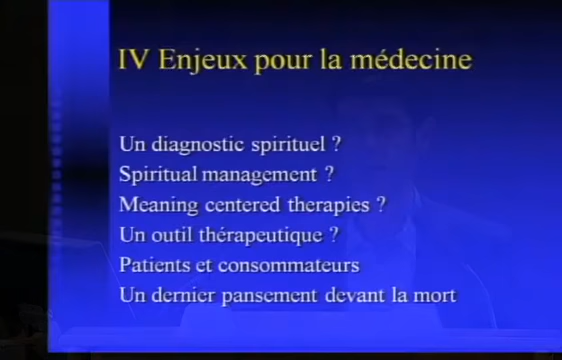 IV Enjeux pour la médecine
Un diagnostic spirituel ?
Spiritual management ?
Meaning centered therapies ?
Un outil thérapeutique ?
Patients et consommateurs
Un dernier pansement devant la mort